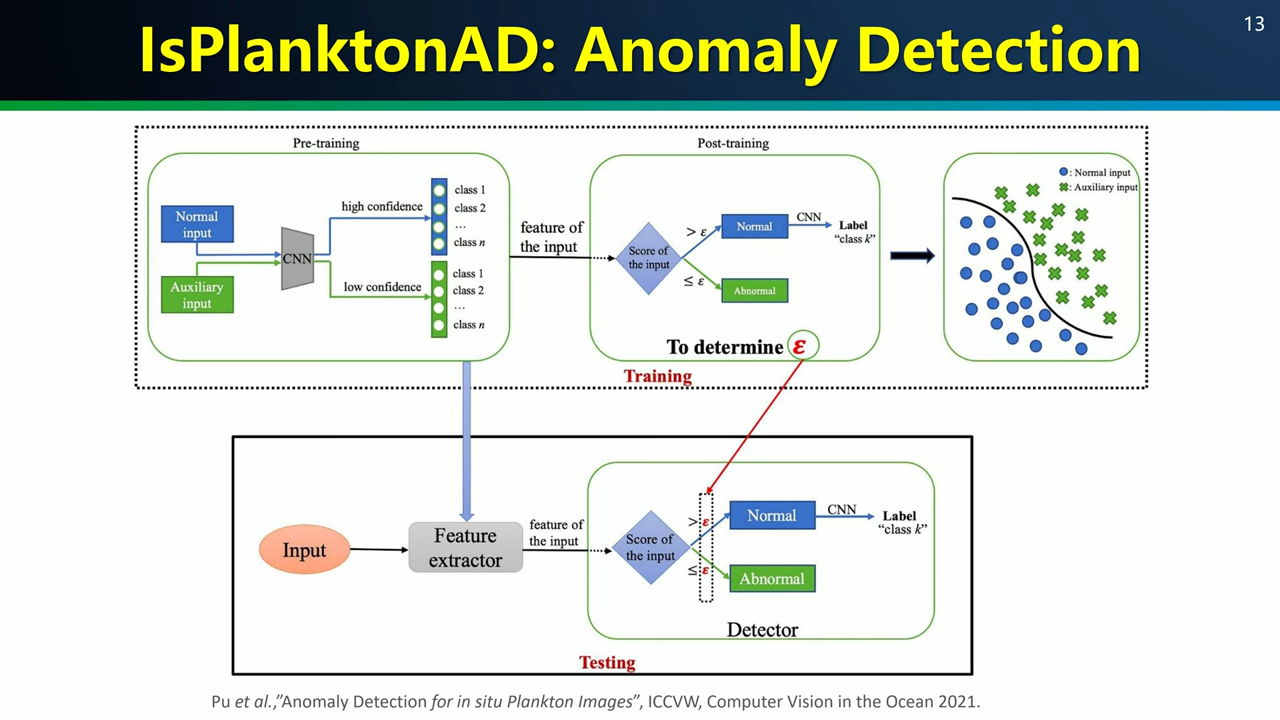 13
IsPlanktonAD: Anomaly Detection
Pre-training
Normal
input
Auxiliary
input
CNN
high confidence
low confidence
class 1
class 2
...
class n
class 1
class 2
...
class n
feature of
the input
Post-training
Score of
the input
> ε
≤ ε
Normal
Abnormal
CNN
Label
“class k”
To determine ε
: Normal input
: Auxiliary input
Training
Input
Feature
extractor
feature of
the input
Score of
the input
> ε
≤ ε
Normal
Abnormal
CNN
Label
“class k”
Detector
Testing
Pu et al.,”Anomaly Detection for in situ Plankton Images”, ICCVW, Computer Vision in the Ocean 2021.